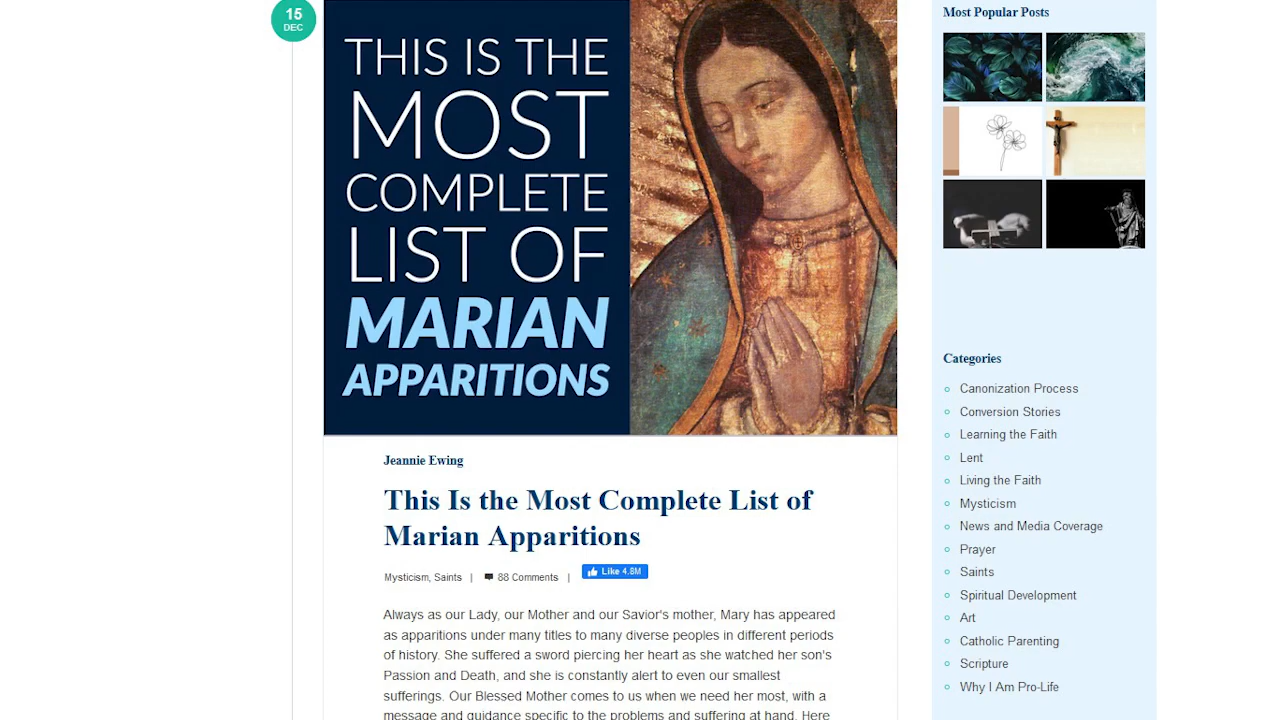 15
DEC
THIS IS THE
MOST
COMPLETE
LIST OF
MARIAN
APPARITIONS
Jeannie Ewing
This Is the Most Complete List of
Marian Apparitions
Mysticism, Saints | 88 Comments | Like 4.8M
Always as our Lady, our Mother and our Savior's mother, Mary has appeared
as apparitions under many titles to many diverse peoples in different periods
of history. She suffered a sword piercing her heart as she watched her son's
Passion and Death, and she is constantly alert to even our smallest
sufferings. Our Blessed Mother comes to us when we need her most, with a
message and guidance specific to the problems and suffering at hand. Here
Most Popular Posts
Categories
Canonization Process
Conversion Stories
Learning the Faith
Lent
Living the Faith
Mysticism
News and Media Coverage
Prayer
Saints
Spiritual Development
Art
Catholic Parenting
Scripture
Why I Am Pro-Life